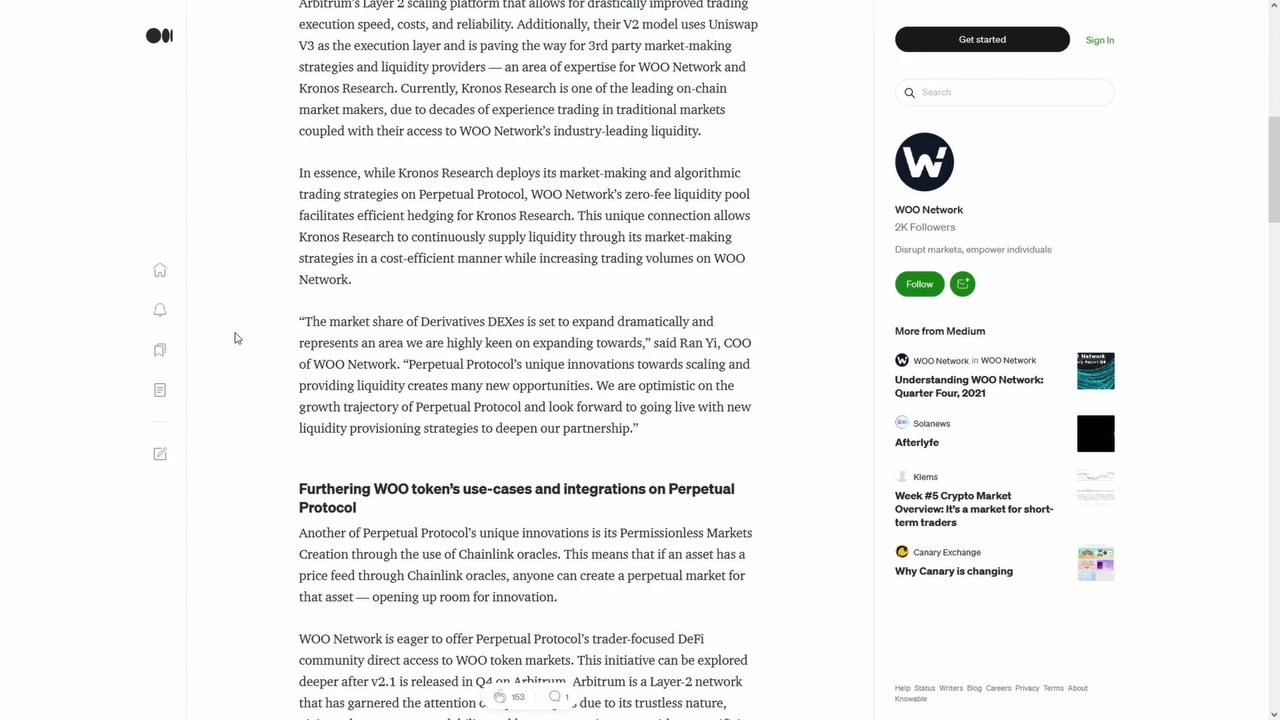 Arbitrum's Layer 2 scaling platform that allows for drastically improved trading
execution speed, costs, and reliability. Additionally, their V2 model uses Uniswap
V3 as the execution layer and is paving the way for 3rd party market-making
strategies and liquidity providers — an area of expertise for WOO Network and
Kronos Research. Currently, Kronos Research is one of the leading on-chain
market makers, due to decades of experience trading in traditional markets
coupled with their access to WOO Network's industry-leading liquidity.
In essence, while Kronos Research deploys its market-making and algorithmic
trading strategies on Perpetual Protocol, WOO Network's zero-fee liquidity pool
facilitates efficient hedging for Kronos Research. This unique connection allows
Kronos Research to continuously supply liquidity through its market-making
strategies in a cost-efficient manner while increasing trading volumes on WOO
Network.
“The market share of Derivatives DEXes is set to expand dramatically and
represents an area we are highly keen on expanding towards,” said Ran Yi, COO
of WOO Network. “Perpetual Protocol's unique innovations towards scaling and
providing liquidity creates many new opportunities. We are optimistic on the
growth trajectory of Perpetual Protocol and look forward to going live with new
liquidity provisioning strategies to deepen our partnership.”
Furthering WOO token's use-cases and integrations on Perpetual
Protocol
Another of Perpetual Protocol's unique innovations is its Permissionless Markets
Creation through the use of Chainlink oracles. This means that if an asset has a
price feed through Chainlink oracles, anyone can create a perpetual market for
that asset — opening up room for innovation.
WOO Network is eager to offer Perpetual Protocol's trader-focused DeFi
community direct access to WOO token markets. This initiative can be explored
deeper after v2.1 is released in Q4 on Arbitrum. Arbitrum is a Layer-2 network
that has garnered the attention of due to its trustless nature,
153
1
Get started
Sign In
Search
WOO Network
2K Followers
Disrupt markets, empower individuals
Follow
More from Medium
WOO Network in WOO Network
Understanding WOO Network:
Quarter Four, 2021
Solanews
Afterlyfe
Klems
Week #5 Crypto Market
Overview: It's a market for short-
term traders
Canary Exchange
Why Canary is changing
Help Status Writers Blog Careers Privacy Terms About
Knowable